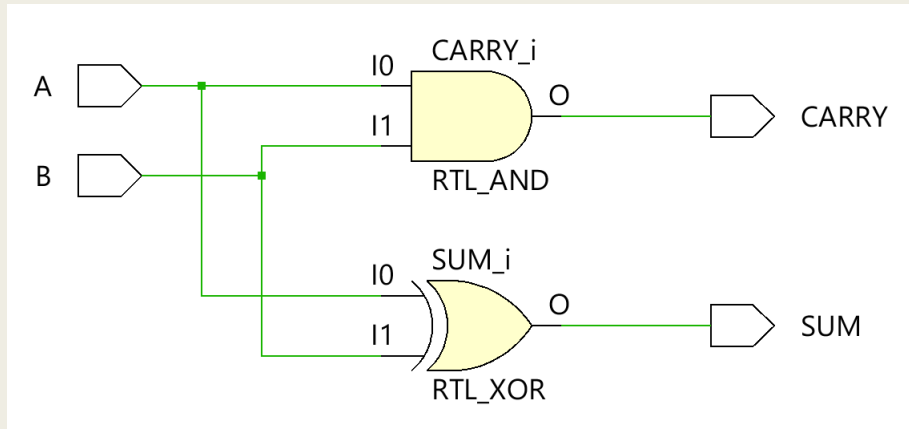 CARRY_i
I0
A
O
CARRY
I1
B
RTL_AND
SUM_i
I0
O
SUM
I1
RTL_XOR